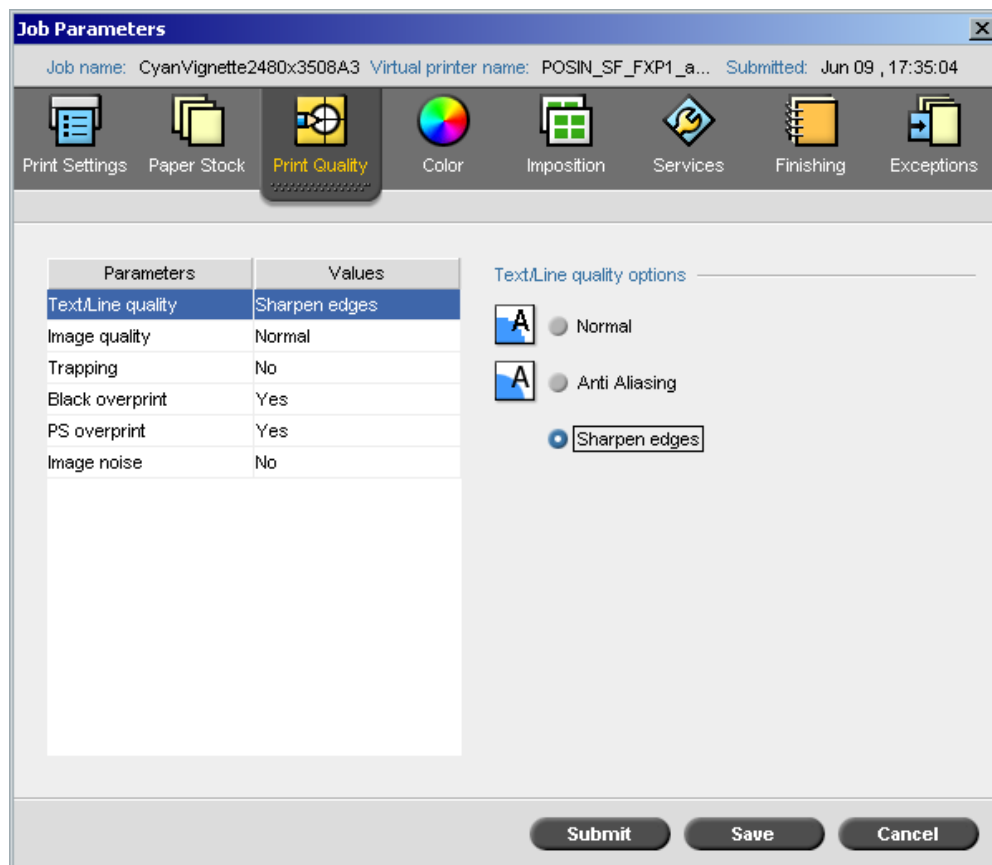 Job Parameters
Job name: CyanVignette2480x3508A3 Virtual printer name: POSIN_SF_FXP1_a... Submitted: Jun 09 , 17:35:04
Print Settings Paper Stock Print Quality Color Imposition Services Finishing Exceptions
Parameters Values
Text/Line quality Sharpen edges
Image quality Normal
Trapping No
Black overprint Yes
PS overprint Yes
Image noise No
Text/Line quality options
A Normal
A Anti Aliasing
Sharpen edges
Submit Save Cancel